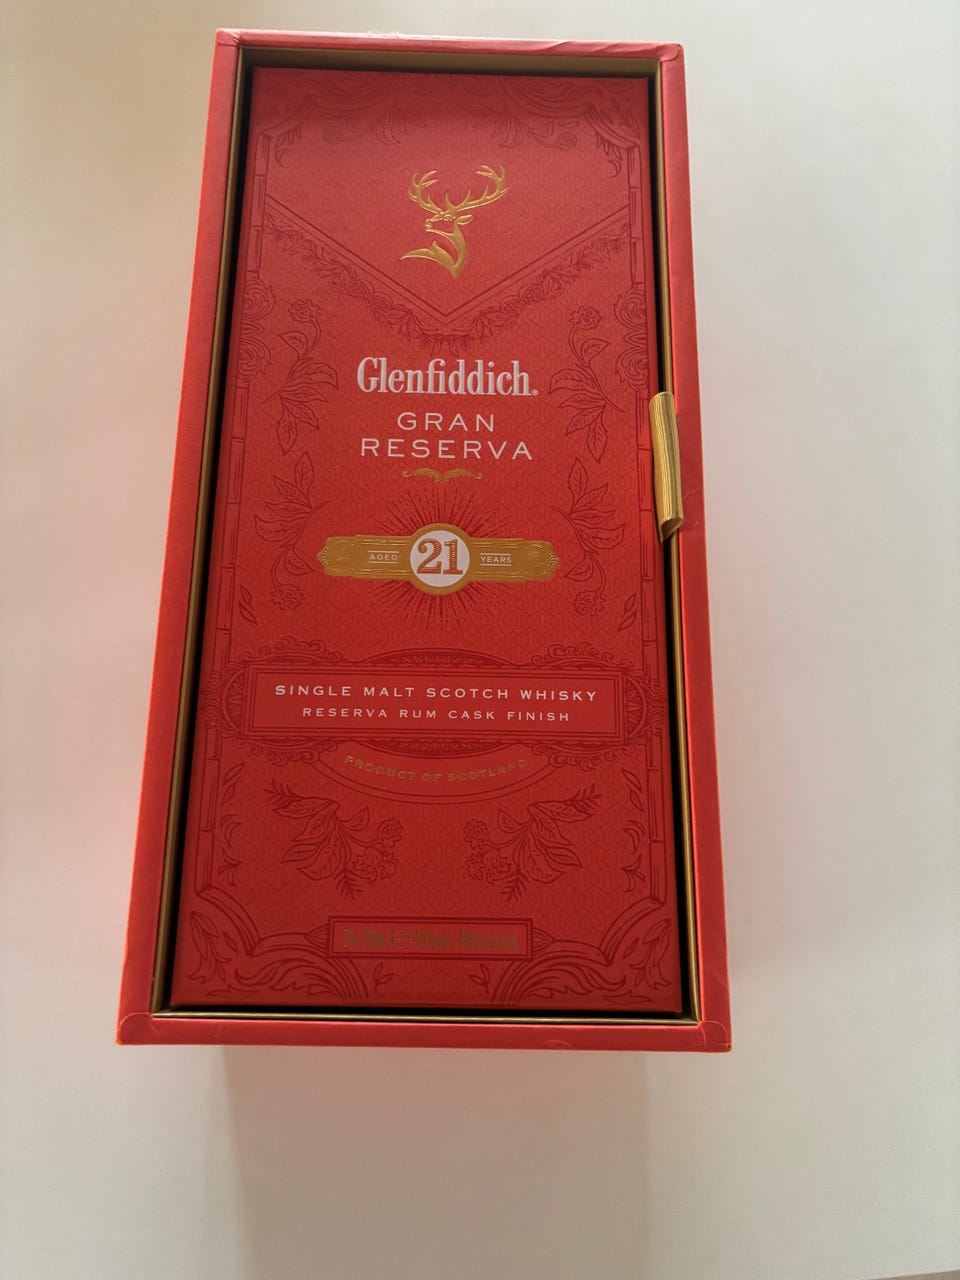 Glenfiddich®
GRAN
RESERVA
AGED 21 YEARS
SINGLE MALT SCOTCH WHISKY
RESERVA RUM CASK FINISH
PRODUCT OF SCOTLAND